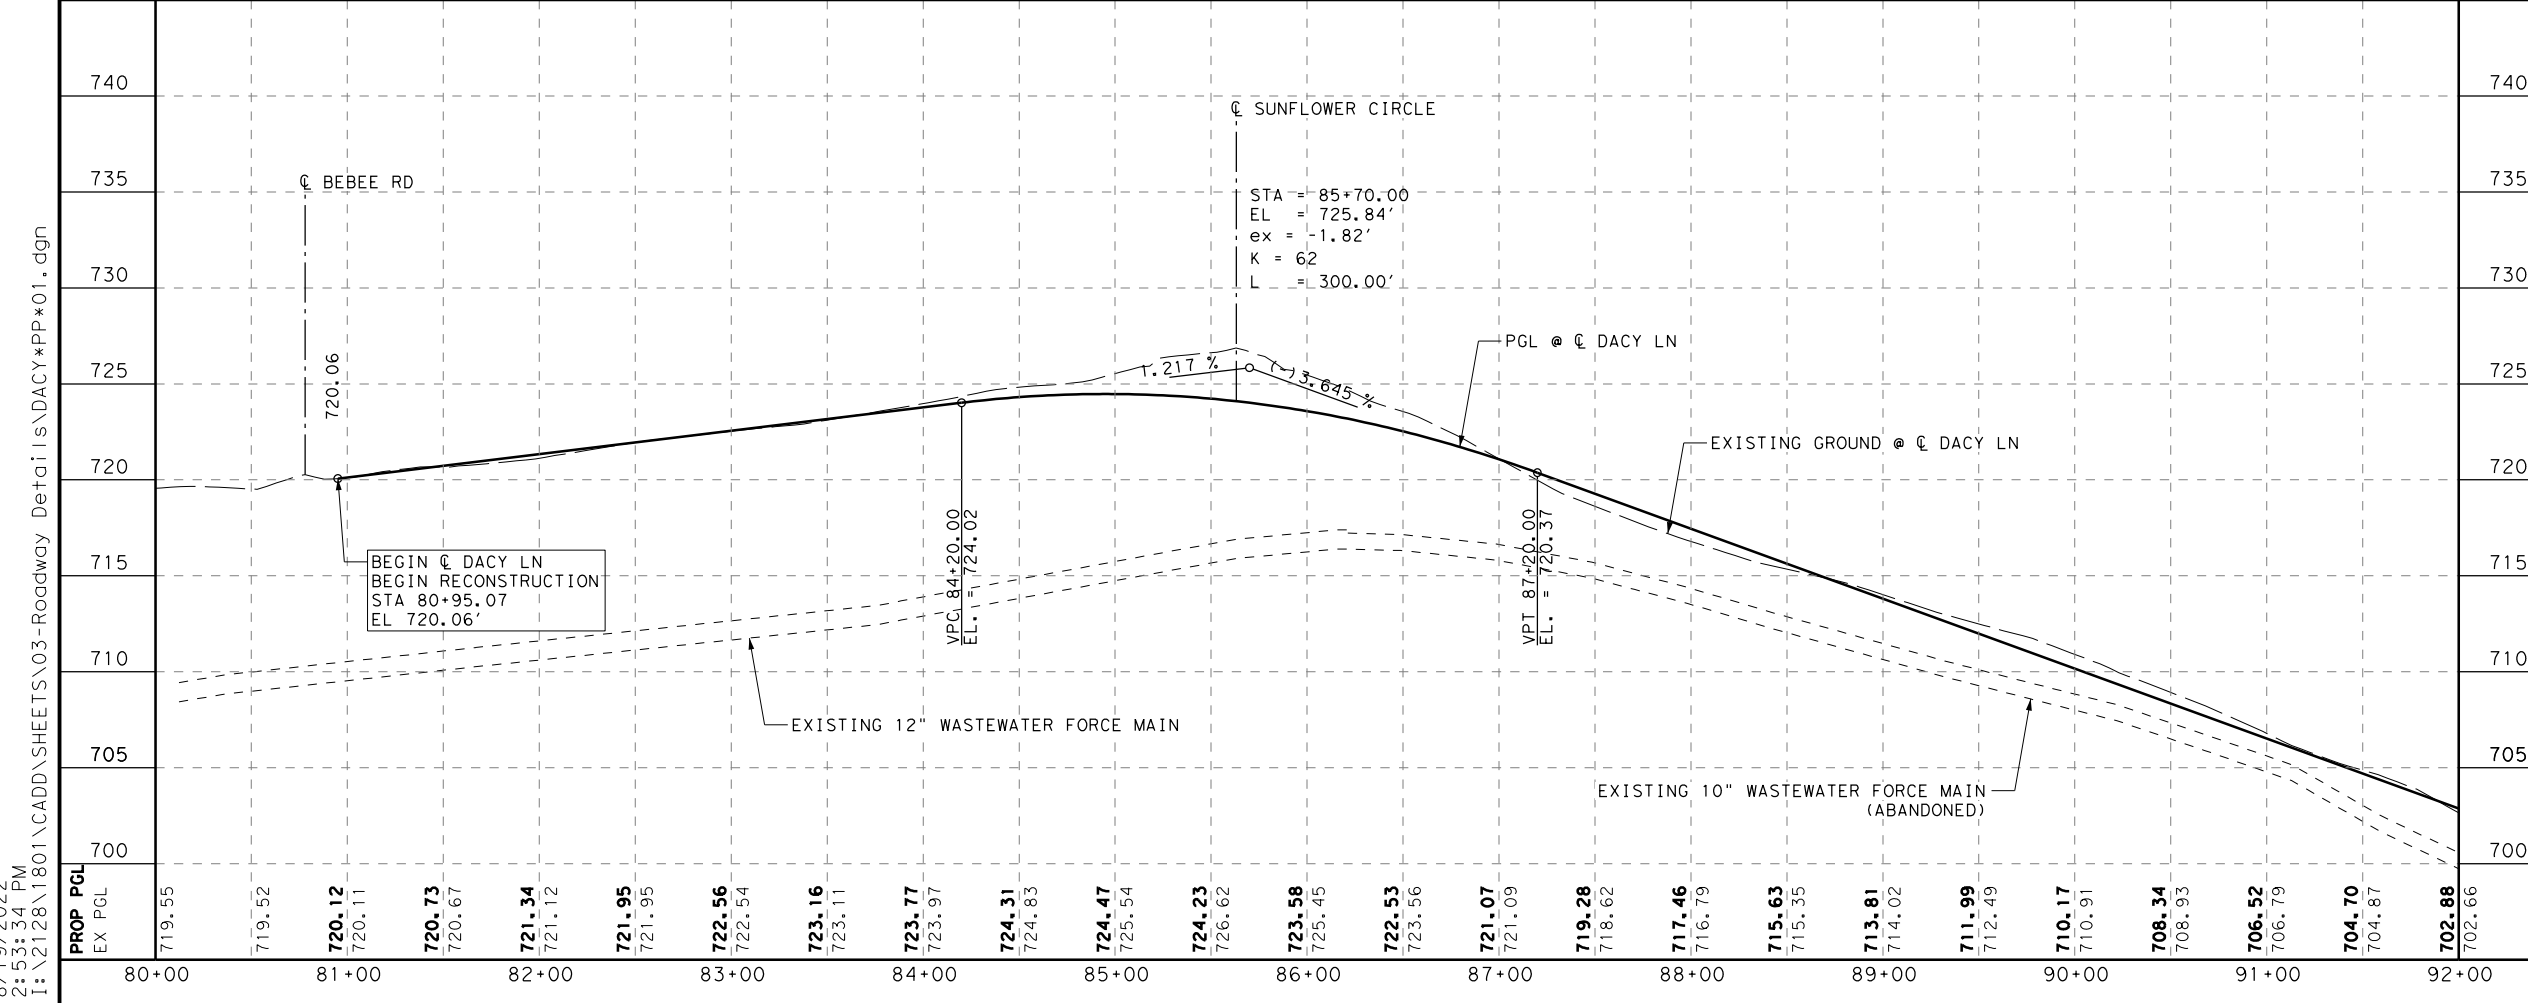 740
740
℄ SUNFLOWER CIRCLE
735
℄ BEBEE RD
735
STA = 85+70.00
EL = 725.84'
ex = -1.82'
K = 62
L = 300.00'
730
730
PGL @ ℄ DACY LN
725
720.06
1.217 %
(-)3.645 %
725
EXISTING GROUND @ ℄ DACY LN
720
720
BEGIN ℄ DACY LN
BEGIN RECONSTRUCTION
STA 80+95.07
EL 720.06'
VPC 84+20.00
EL. = 724.02
VPT 87+20.00
EL. = 720.37
715
715
710
710
EXISTING 12" WASTEWATER FORCE MAIN
705
705
EXISTING 10" WASTEWATER FORCE MAIN
(ABANDONED)
700
700
PROP PGL
EX PGL
719.55
719.52
720.12
720.11
720.73
720.67
721.34
721.12
721.95
721.95
722.56
722.54
723.16
723.11
723.77
723.97
724.31
724.83
724.47
725.54
724.23
726.62
723.58
725.45
722.53
723.56
721.07
721.09
719.28
718.62
717.46
716.79
715.63
715.35
713.81
714.02
711.99
712.49
710.17
710.91
708.34
708.93
706.52
706.79
704.70
704.87
702.88
702.66
80+00 81+00 82+00 83+00 84+00 85+00 86+00 87+00 88+00 89+00 90+00 91+00 92+00
2:53:34 PM
I:\2128\1801\CADD\SHEETS\03-Roadway Details\DACY*PP*01.dgn